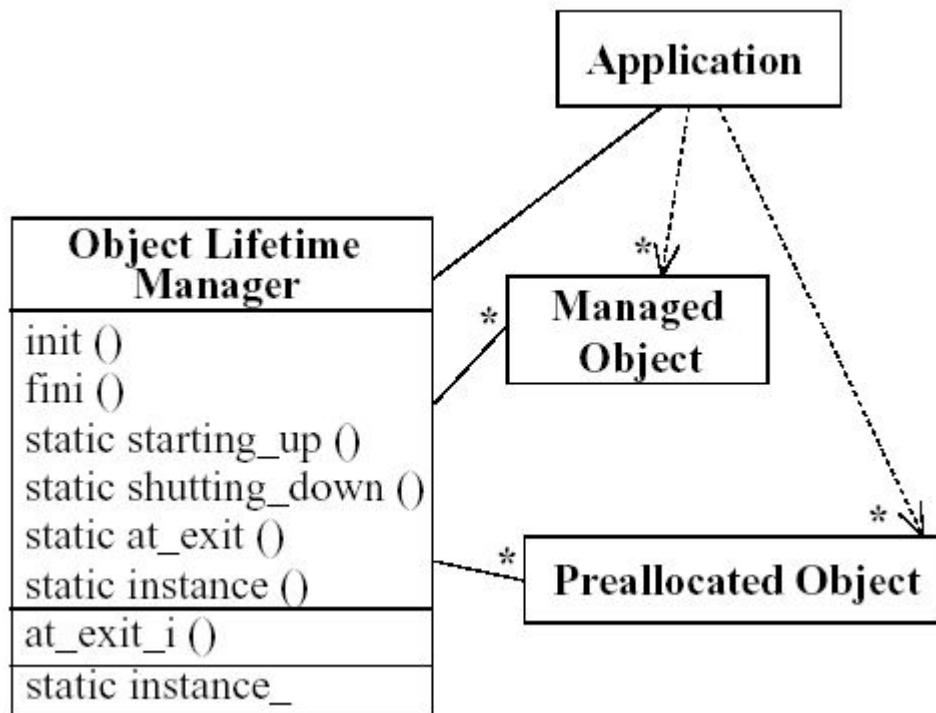 Application
Object Lifetime
Manager
init ()
fini ()
static starting_up ()
static shutting_down ()
static at_exit ()
static instance ()
at_exit_i ()
static instance_
*
*
Managed
Object
*
*
Preallocated Object